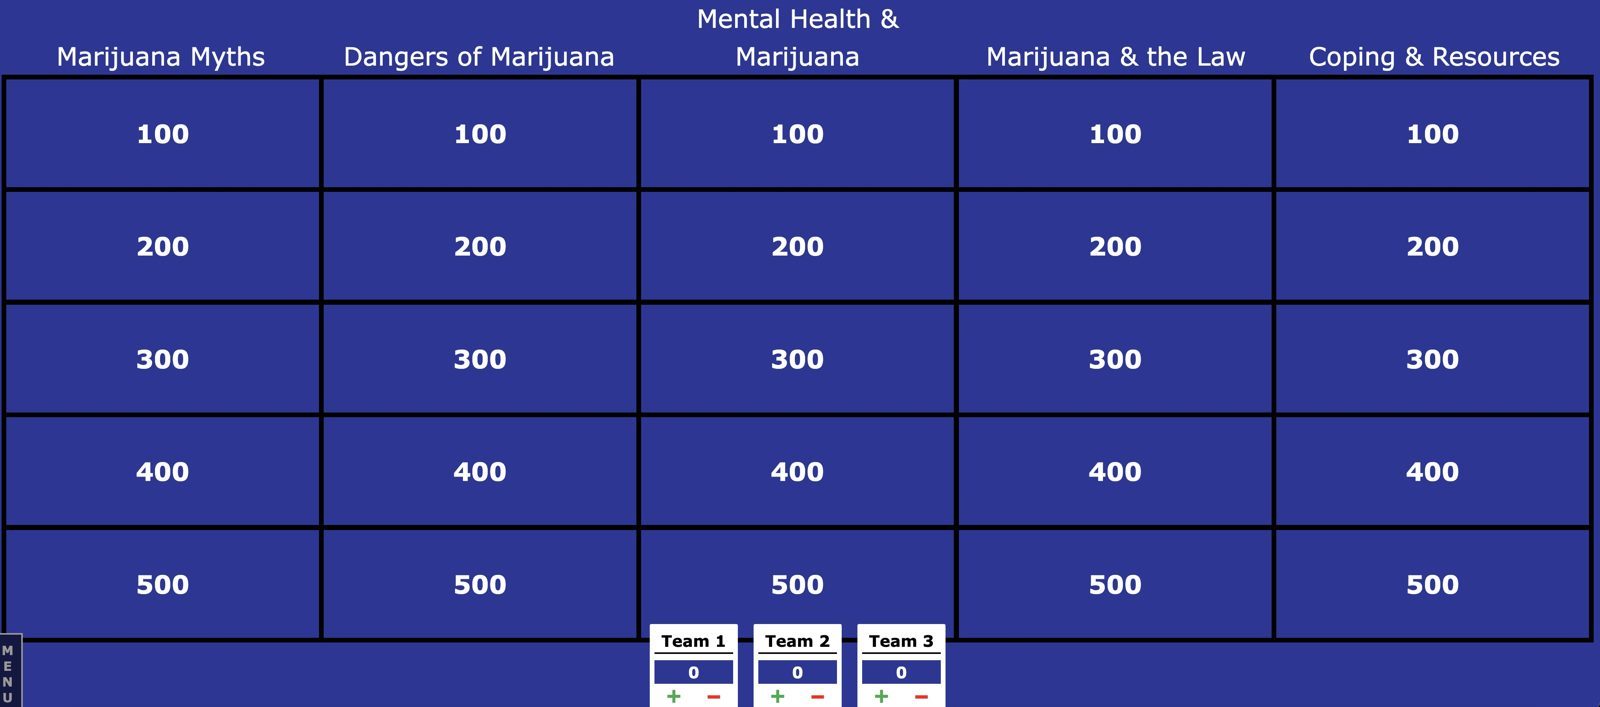 Marijuana Myths
Dangers of Marijuana
Mental Health &
Marijuana
Marijuana & the Law
Coping & Resources
100 100 100 100 100
200 200 200 200 200
300 300 300 300 300
400 400 400 400 400
500 500 500 500 500
Team 1 Team 2 Team 3
0 0 0
+ − + − + −
M
E
N
U